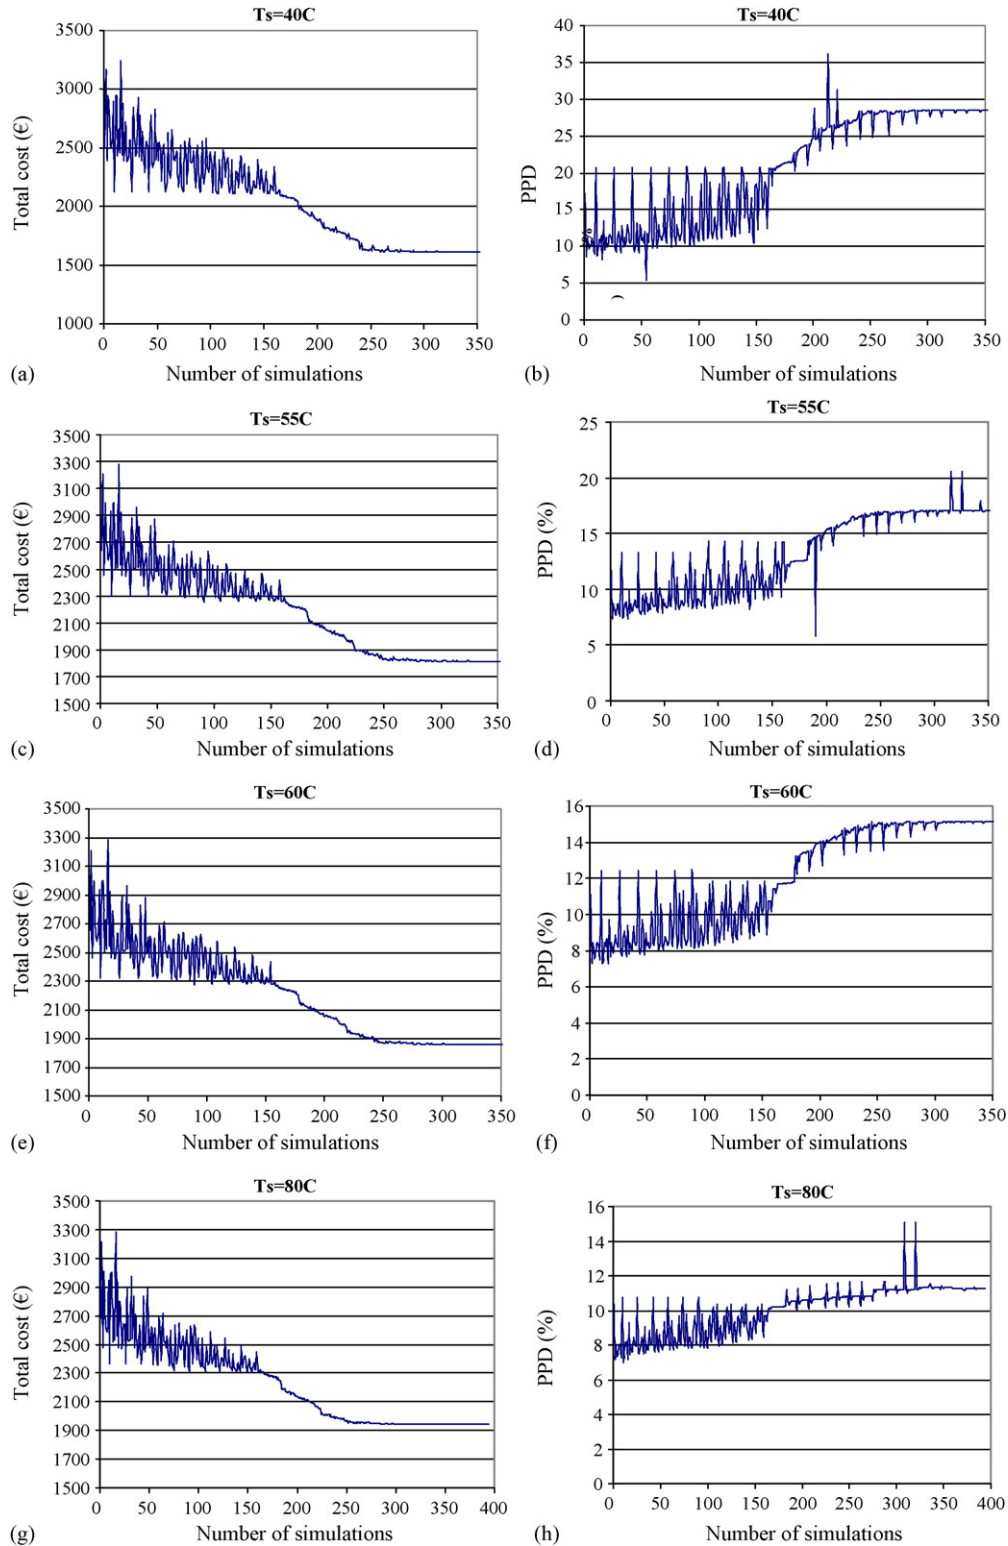 Ts=40C
3500
3000
2500
2000
1500
1000
0 50 100 150 200 250 300 350
Total cost (€)
Number of simulations
(a)
Ts=40C
40
35
30
25
20
15
10
5
0
0 50 100 150 200 250 300 350
PPD
Number of simulations
(b)
Ts=55C
3500
3300
3100
2900
2700
2500
2300
2100
1900
1700
1500
0 50 100 150 200 250 300 350
Total cost (€)
Number of simulations
(c)
Ts=55C
25
20
15
10
5
0
0 50 100 150 200 250 300 350
PPD (%)
Number of simulations
(d)
Ts=60C
3500
3300
3100
2900
2700
2500
2300
2100
1900
1700
1500
0 50 100 150 200 250 300 350
Total cost (€)
Number of simulations
(e)
Ts=60C
16
14
12
10
8
6
4
2
0
0 50 100 150 200 250 300 350
PPD (%)
Number of simulations
(f)
Ts=80C
3500
3300
3100
2900
2700
2500
2300
2100
1900
1700
1500
0 50 100 150 200 250 300 350 400
Total cost (€)
Number of simulations
(g)
Ts=80C
16
14
12
10
8
6
4
2
0
0 50 100 150 200 250 300 350 400
PPD (%)
Number of simulations
(h)